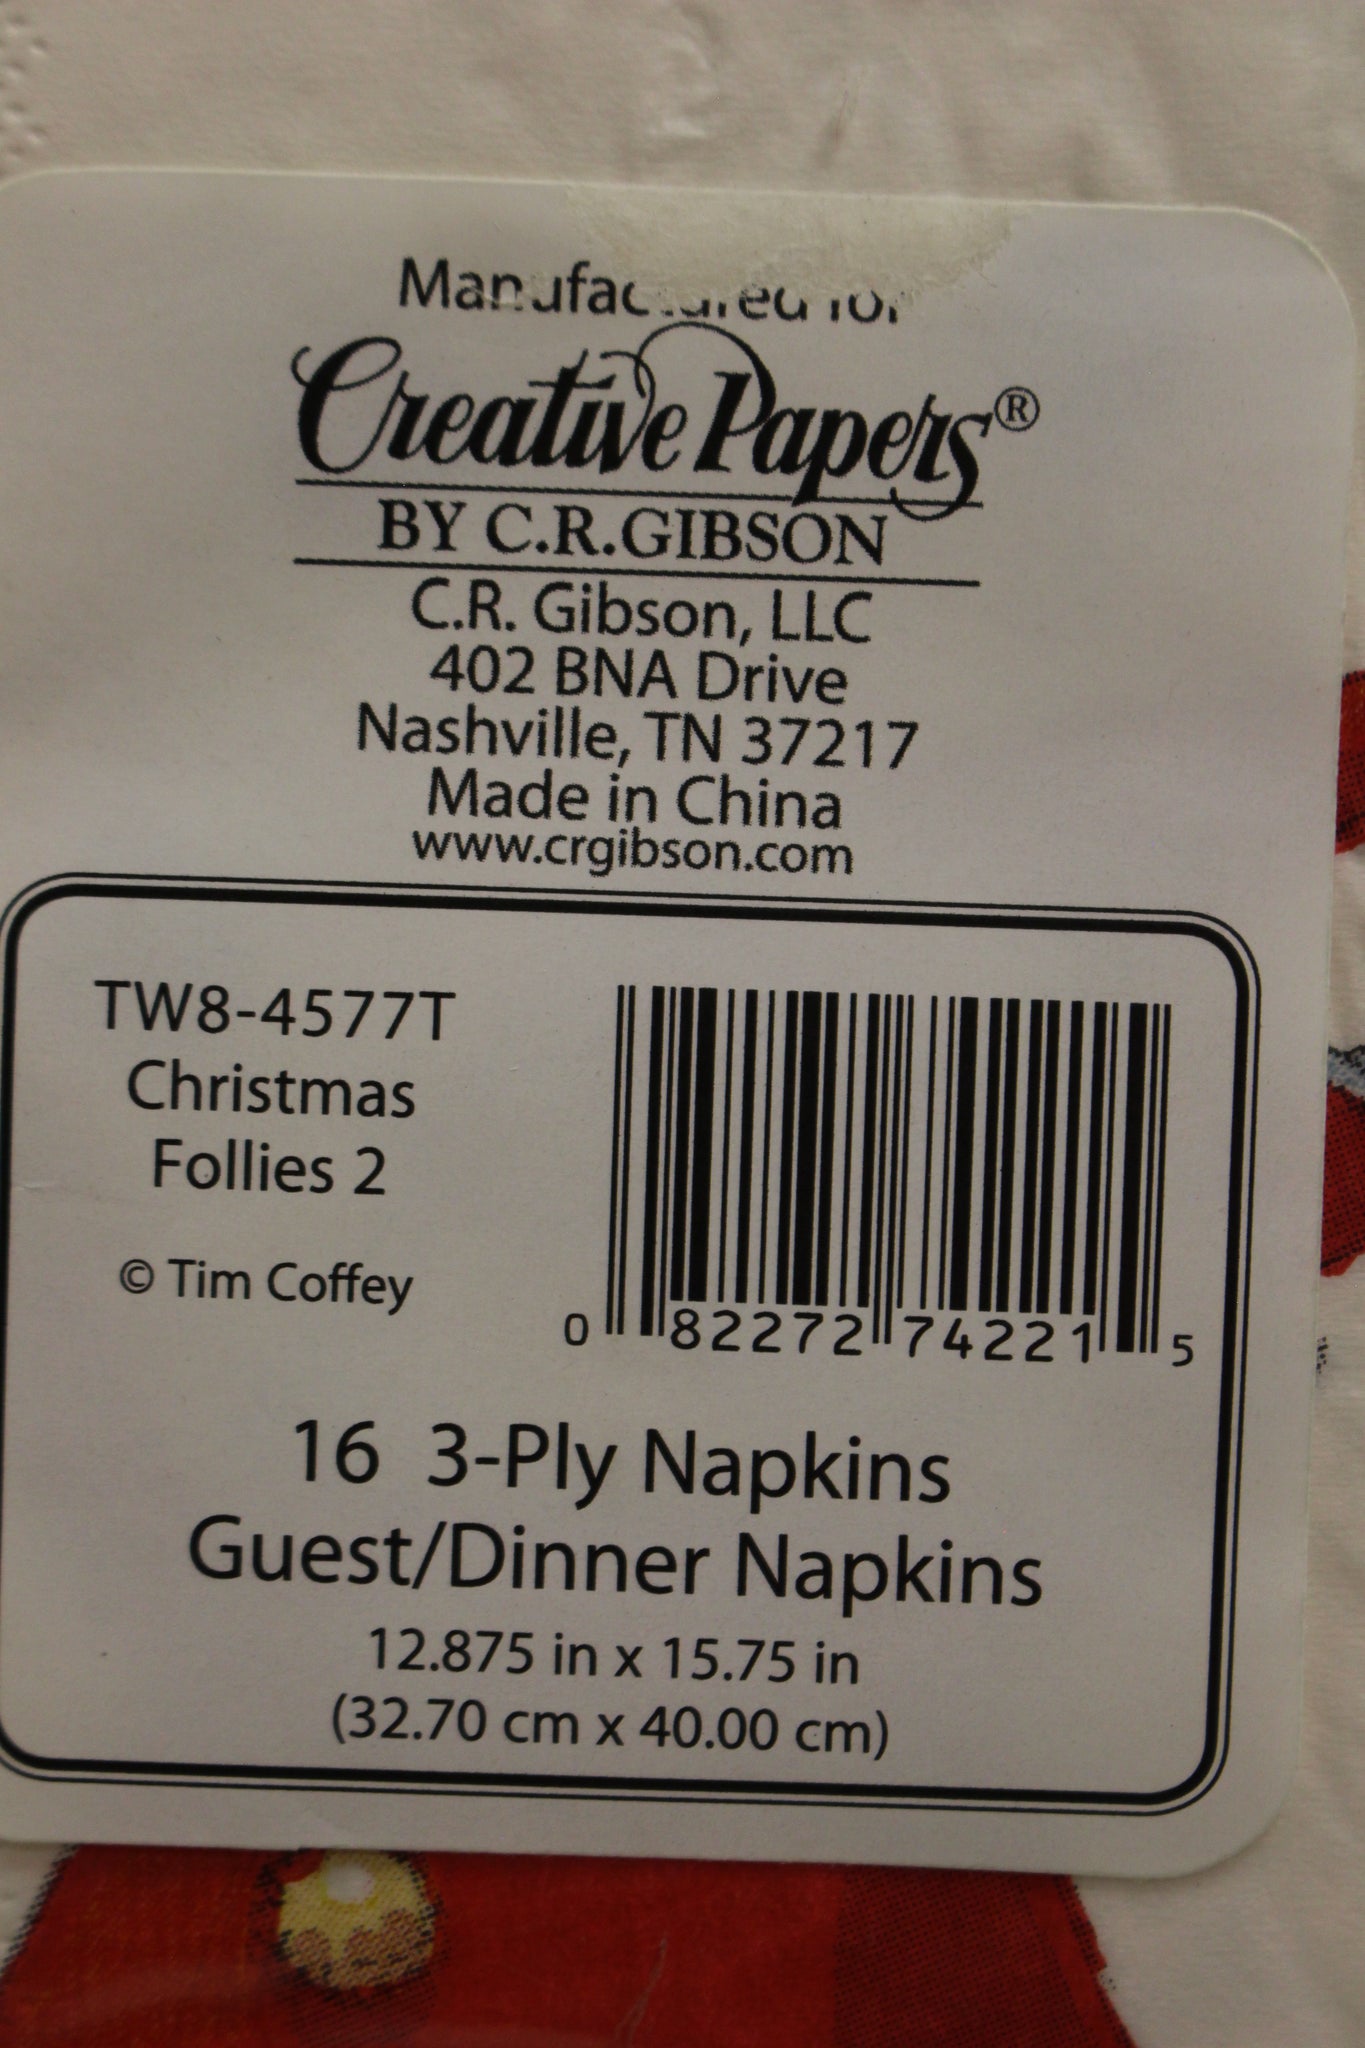 Manufactured for
Creative Papers®
BY C.R.GIBSON
C.R. Gibson, LLC
402 BNA Drive
Nashville, TN 37217
Made in China
www.crgibson.com
TW8-4577T
Christmas
Follies 2
© Tim Coffey
0 82272 74221 5
16 3-Ply Napkins
Guest/Dinner Napkins
12.875 in x 15.75 in
(32.70 cm x 40.00 cm)